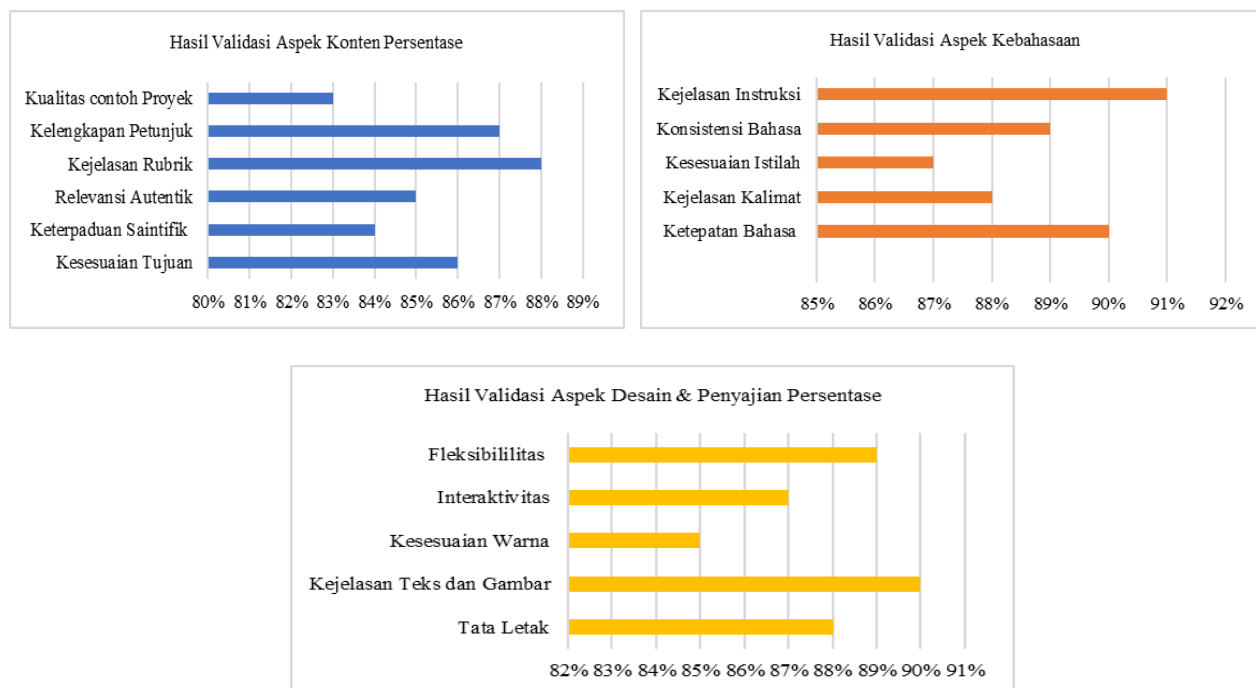 Hasil Validasi Aspek Konten Persentase
Kualitas contoh Proyek
Kelengkapan Petunjuk
Kejelasan Rubrik
Relevansi Autentik
Keterpaduan Saintifik
Kesesuaian Tujuan
80% 81% 82% 83% 84% 85% 86% 87% 88% 89%
Hasil Validasi Aspek Kebahasaan
Kejelasan Instruksi
Konsistensi Bahasa
Kesesuaian Istilah
Kejelasan Kalimat
Ketepatan Bahasa
85% 86% 87% 88% 89% 90% 91% 92%
Hasil Validasi Aspek Desain & Penyajian Persentase
Fleksibililitas
Interaktivitas
Kesesuaian Warna
Kejelasan Teks dan Gambar
Tata Letak
82% 83% 84% 85% 86% 87% 88% 89% 90% 91%